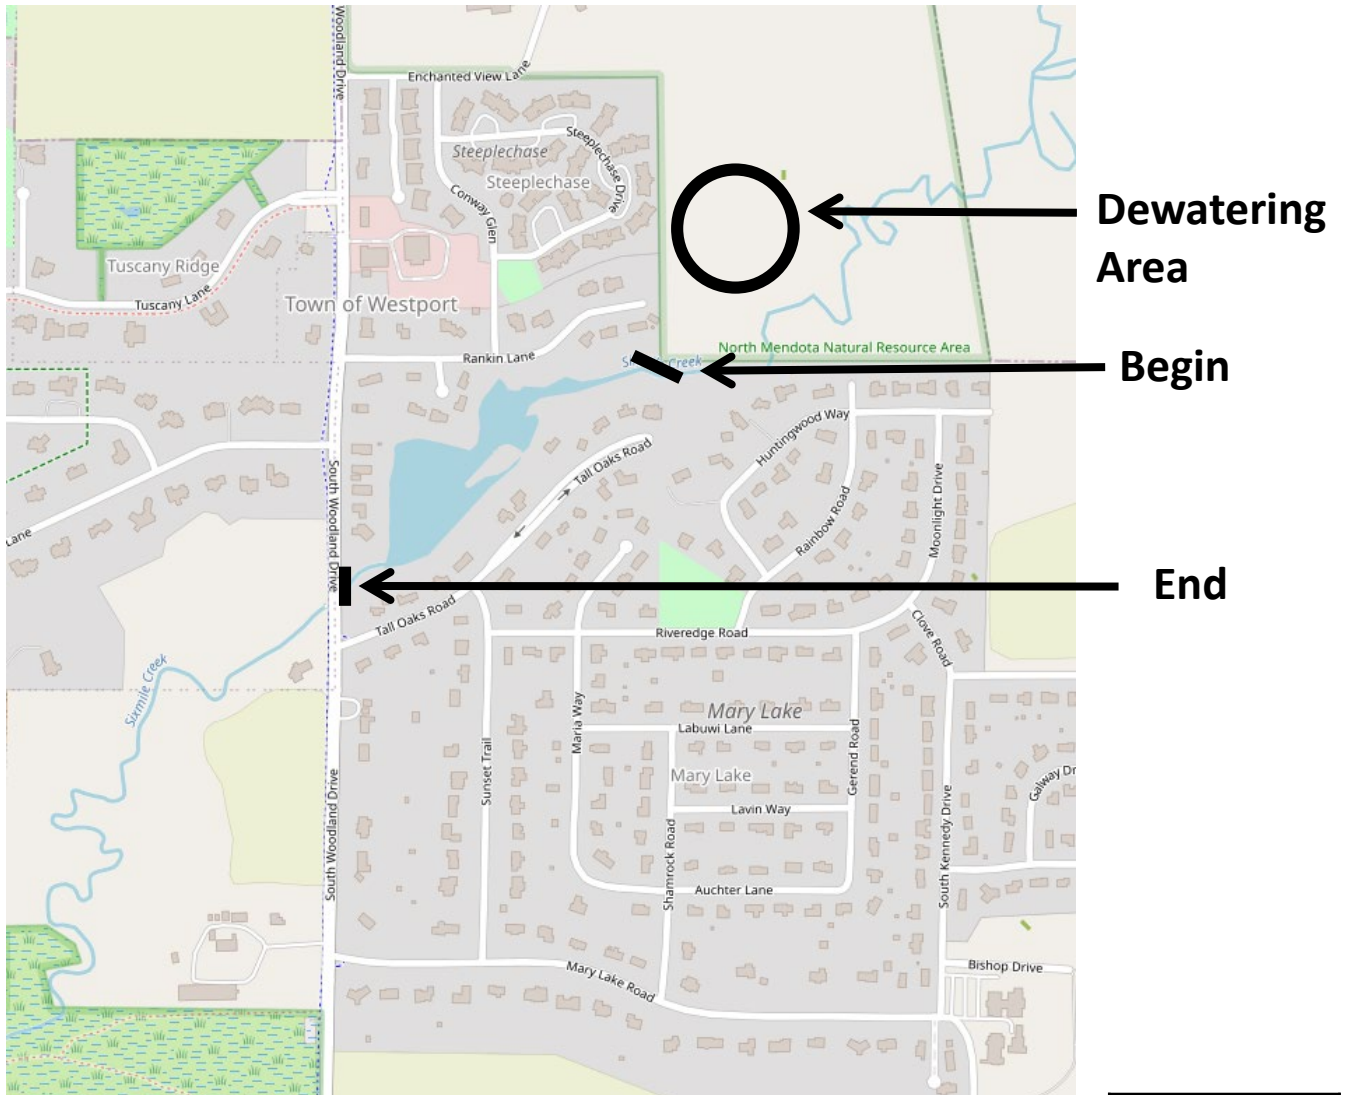 Woodland Drive
Enchanted View Lane
Steeplechase
Steeplechase Drive
Steeplechase
Conway Glen
Dewatering
Area
Tuscany Ridge
Tuscany Lane
Town of Westport
North Mendota Natural Resource Area
Rankin Lane
Creek
Begin
Huntingwood Way
Tall Oaks Road
South Woodland Drive
Moonlight Drive
Rainbow Road
Lane
End
Tall Oaks Road
Riveredge Road
Clove Road
Sixmile Creek
Maria Way
Mary Lake
Labuwi Lane
Gerend Road
Sunset Trail
Mary Lake
Galway Dr
South Woodland Drive
Lavin Way
Shamrock Road
South Kennedy Drive
Auchter Lane
Mary Lake Road
Bishop Drive